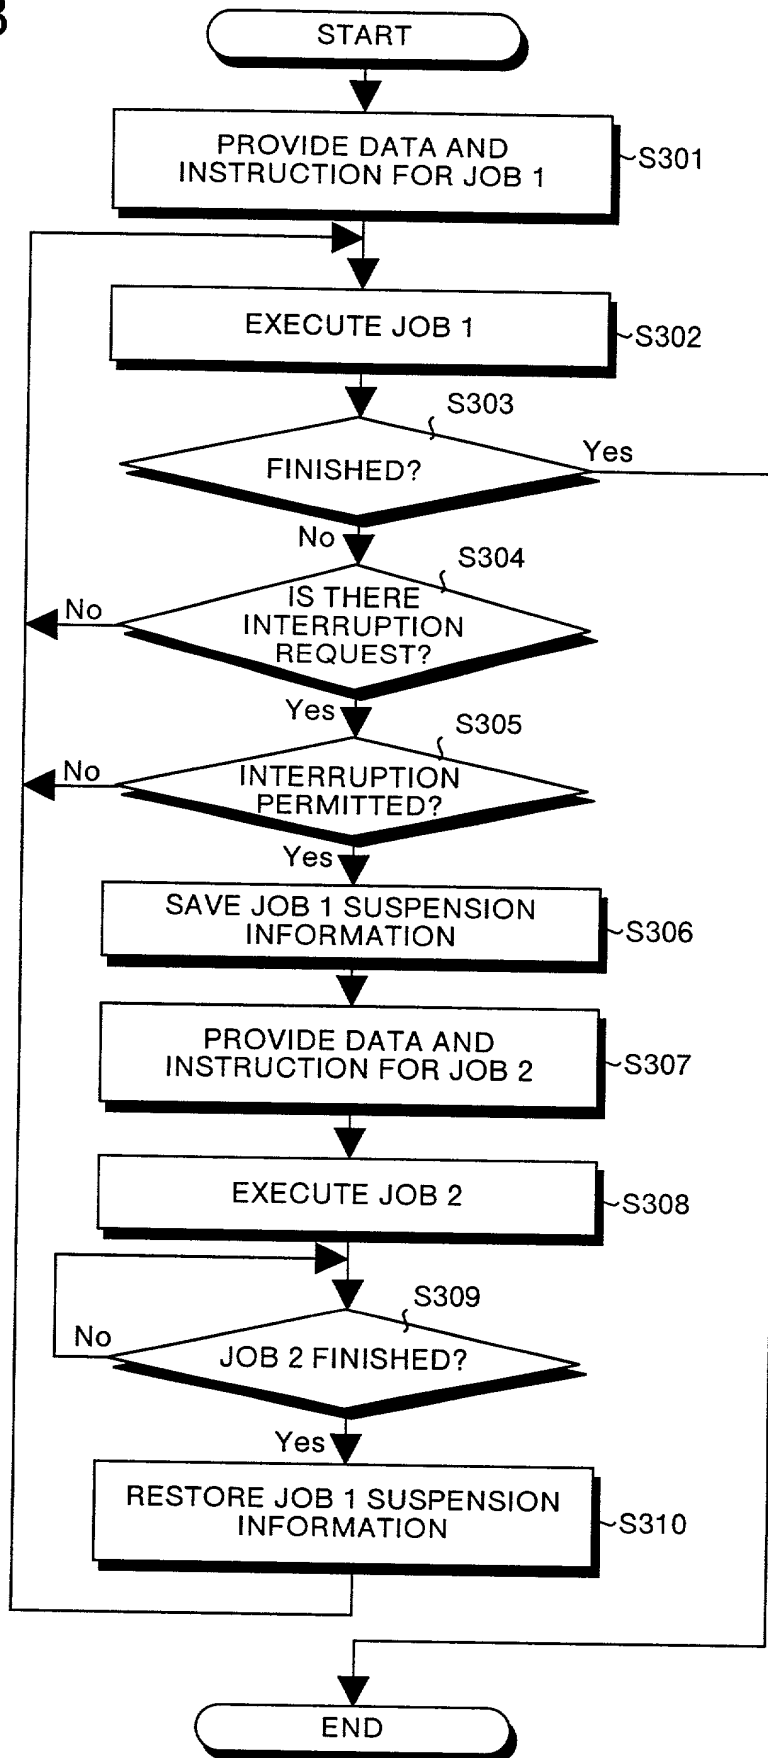 START
PROVIDE DATA AND
INSTRUCTION FOR JOB 1
S301
EXECUTE JOB 1
S302
S303
FINISHED?
Yes
No
S304
IS THERE
INTERRUPTION
REQUEST?
No
Yes
S305
INTERRUPTION
PERMITTED?
No
Yes
SAVE JOB 1 SUSPENSION
INFORMATION
S306
PROVIDE DATA AND
INSTRUCTION FOR JOB 2
S307
EXECUTE JOB 2
S308
S309
JOB 2 FINISHED?
No
Yes
RESTORE JOB 1 SUSPENSION
INFORMATION
S310
END